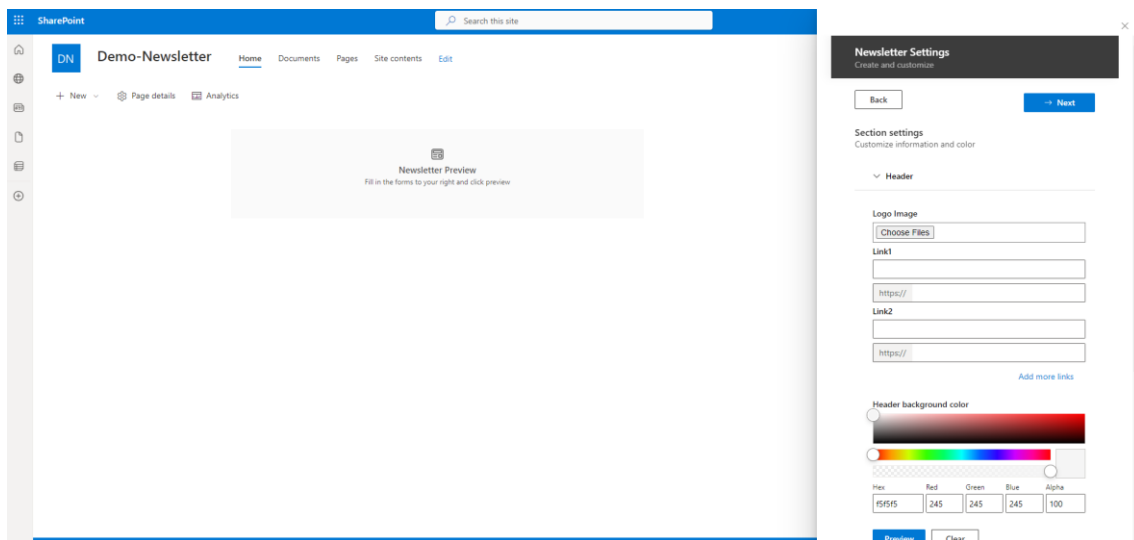 SharePoint
Search this site
DN
Demo-Newsletter
Home Documents Pages Site contents Edit
+ New Page details Analytics
Newsletter Preview
Fill in the forms to your right and click preview
Newsletter Settings
Create and customize
Back
→ Next
Section settings
Customize information and color
Header
Logo Image
Choose Files
Link1
https://
Link2
https://
Add more links
Header background color
Hex Red Green Blue Alpha
f5f5f5 245 245 245 100
Preview Clear